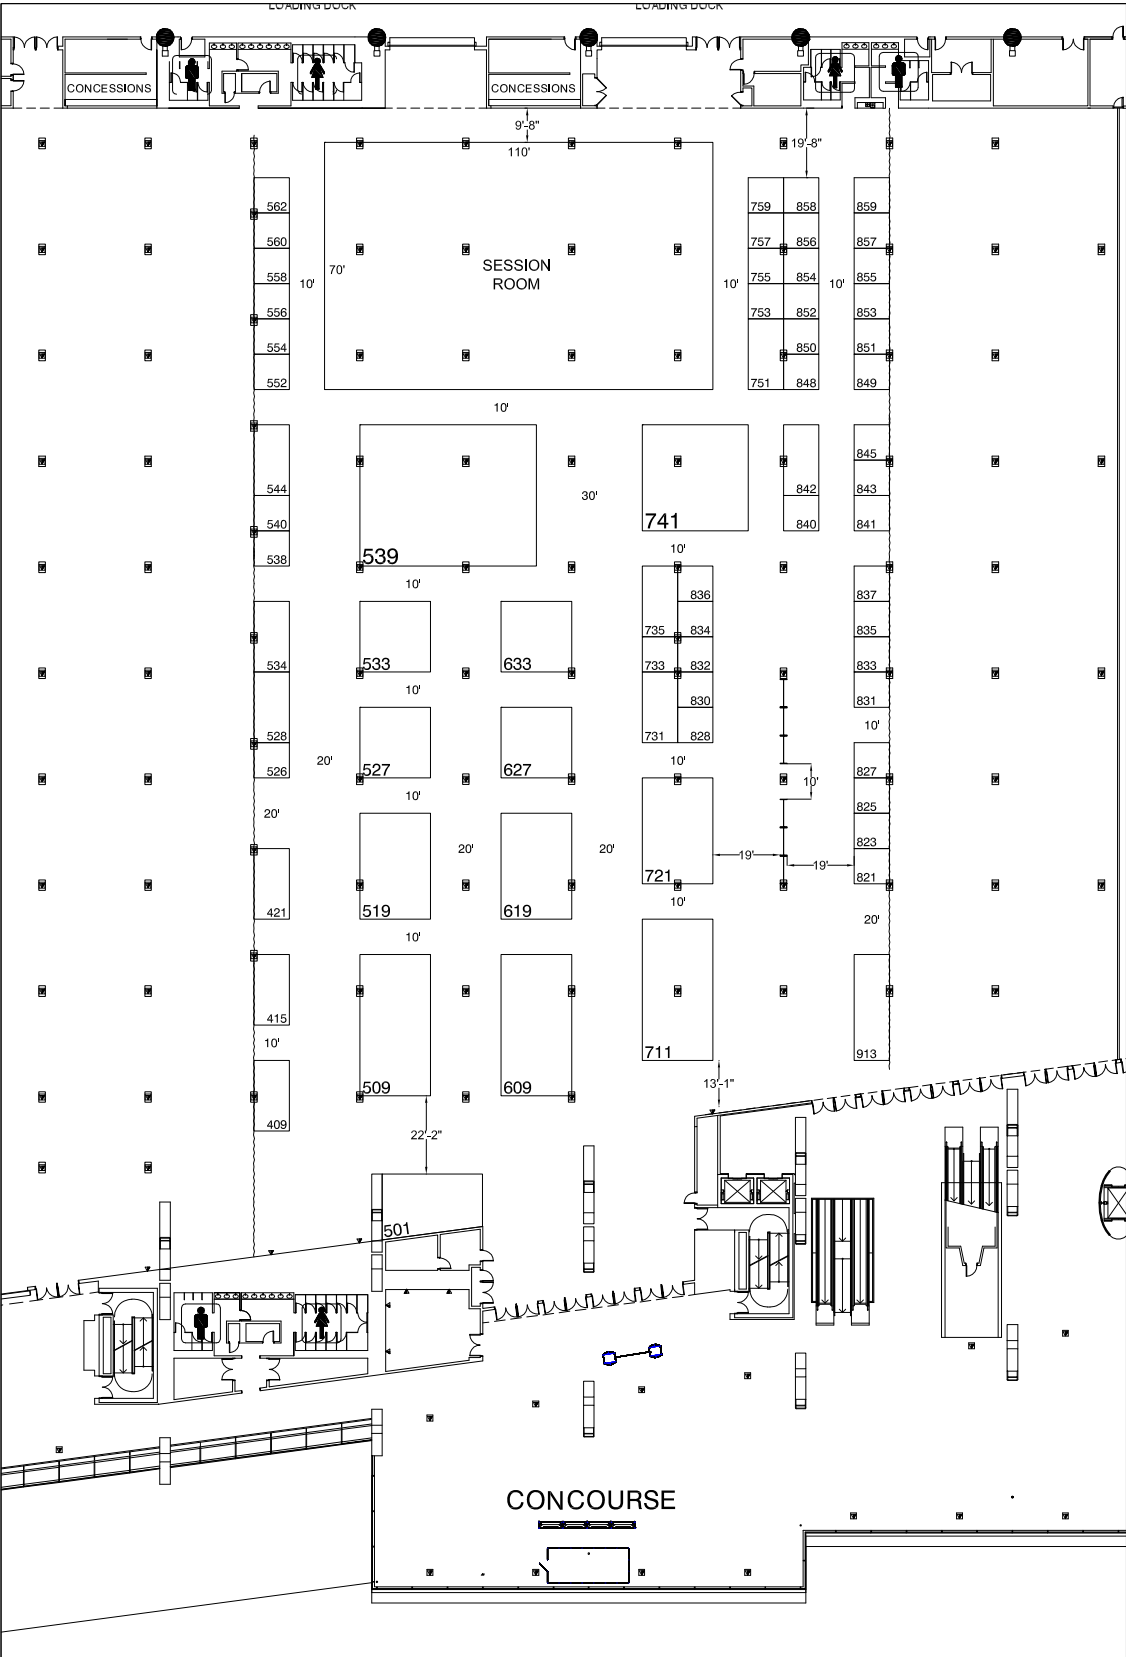 LOADING DOCK LOADING DOCK
CONCESSIONS CONCESSIONS
9'-8"
110'
19'-8"
562 759 858 859
560 757 856 857
70'
SESSION
ROOM
558 10' 10' 755 854 10' 855
556 753 852 853
554 850 851
552 751 848 849
10'
845
544 30' 842 843
540 741 840 841
538 539 10'
10'
836 837
735 834 835
534 533 633 733 832 833
10' 830 831
528 731 828 10'
526 20' 527 627 10' 827
10' 10'
20' 825
20' 20' 823
19' 19'
721 821
421 519 619 10' 20'
10'
415
10' 711 913
509 609 13'-1"
409
22'-2"
501
CONCOURSE